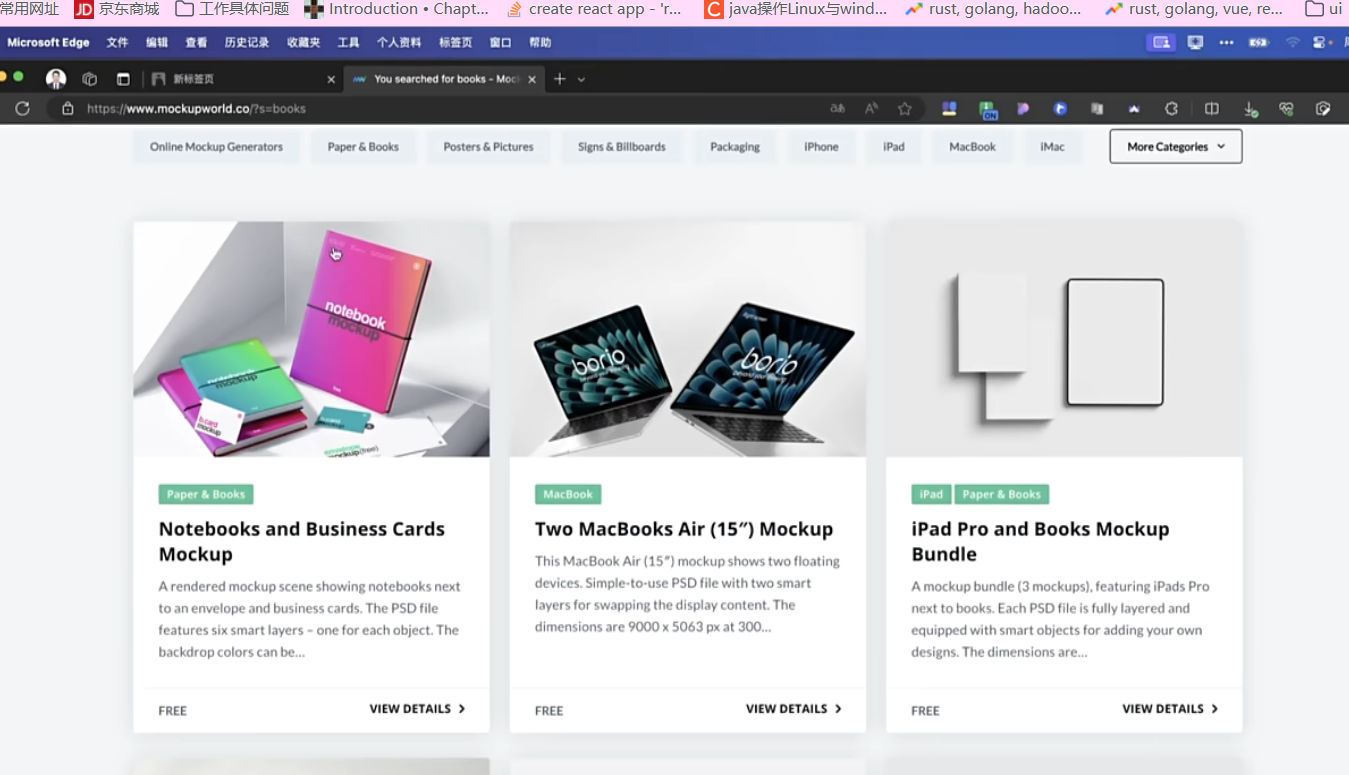 常用网址 京东商城 工作具体问题 Introduction • Chapt... create react app - 'r... java操作Linux与wind... rust, golang, hadoo... rust, golang, vue, re... ui
Microsoft Edge 文件 编辑 查看 历史记录 收藏夹 工具 个人资料 标签页 窗口 帮助
新标签页 You searched for books – Moc
https://www.mockupworld.co/?s=books
Online Mockup Generators Paper & Books Posters & Pictures Signs & Billboards Packaging iPhone iPad MacBook iMac More Categories
notebook
mockup
notebook
mockup
b.card
mockup
envelope
mockup(free)
borio
borio
Paper & Books
Notebooks and Business Cards
Mockup
A rendered mockup scene showing notebooks next
to an envelope and business cards. The PSD file
features six smart layers – one for each object. The
backdrop colors can be...
FREE VIEW DETAILS
MacBook
Two MacBooks Air (15″) Mockup
This MacBook Air (15″) mockup shows two floating
devices. Simple-to-use PSD file with two smart
layers for swapping the display content. The
dimensions are 9000 x 5063 px at 300...
FREE VIEW DETAILS
iPad Paper & Books
iPad Pro and Books Mockup
Bundle
A mockup bundle (3 mockups), featuring iPads Pro
next to books. Each PSD file is fully layered and
equipped with smart objects for adding your own
designs. The dimensions are...
FREE VIEW DETAILS